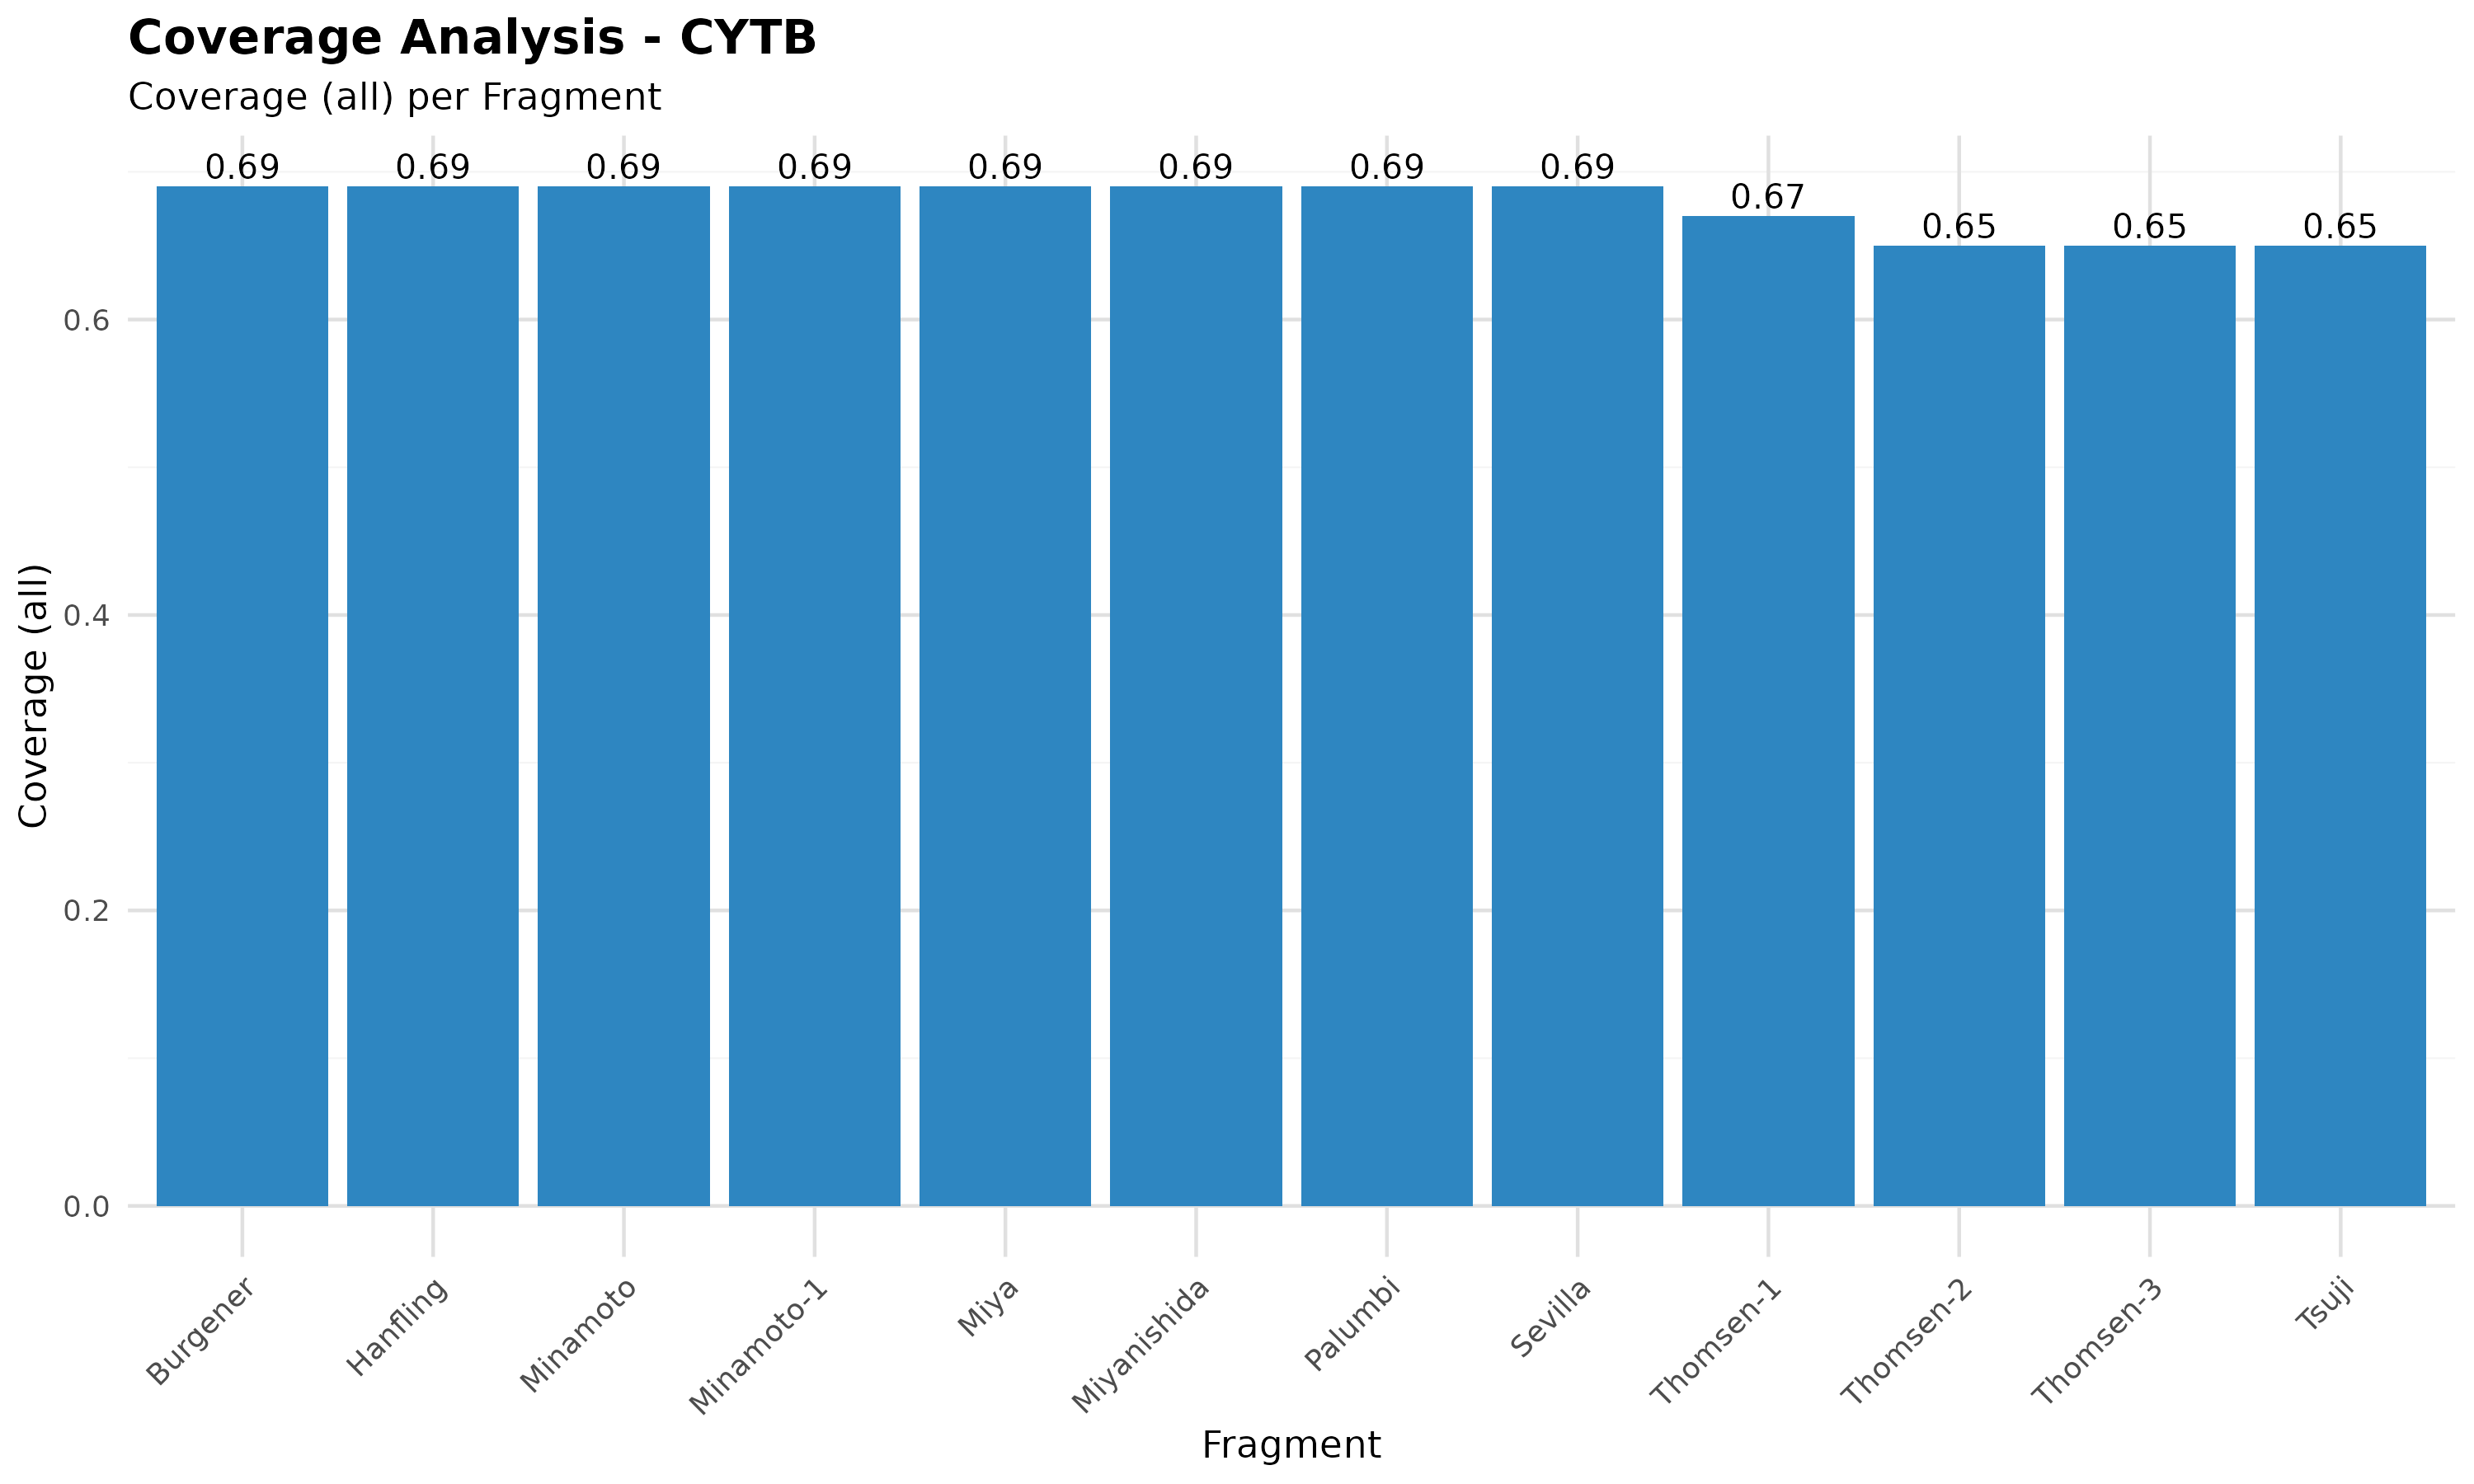 Coverage Analysis - CYTB
Coverage (all) per Fragment
0.69 0.69 0.69 0.69 0.69 0.69 0.69 0.69 0.67 0.65 0.65 0.65
0.6
0.4
0.2
0.0
Coverage (all)
Burgener Hanfling Minamoto Minamoto-1 Miya Miyanishida Palumbi Sevilla Thomsen-1 Thomsen-2 Thomsen-3 Tsuji
Fragment